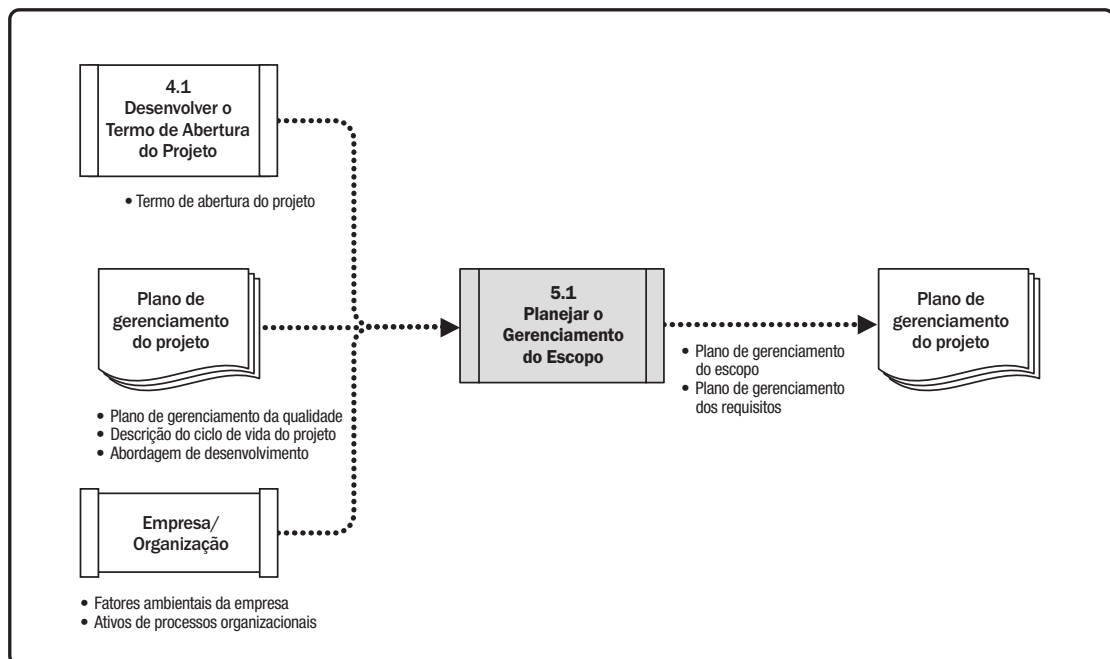 4.1
Desenvolver o
Termo de Abertura
do Projeto
• Termo de abertura do projeto
Plano de
gerenciamento
do projeto
• Plano de gerenciamento da qualidade
• Descrição do ciclo de vida do projeto
• Abordagem de desenvolvimento
Empresa/
Organização
• Fatores ambientais da empresa
• Ativos de processos organizacionais
5.1
Planejar o
Gerenciamento
do Escopo
• Plano de gerenciamento
do escopo
• Plano de gerenciamento
dos requisitos
Plano de
gerenciamento
do projeto